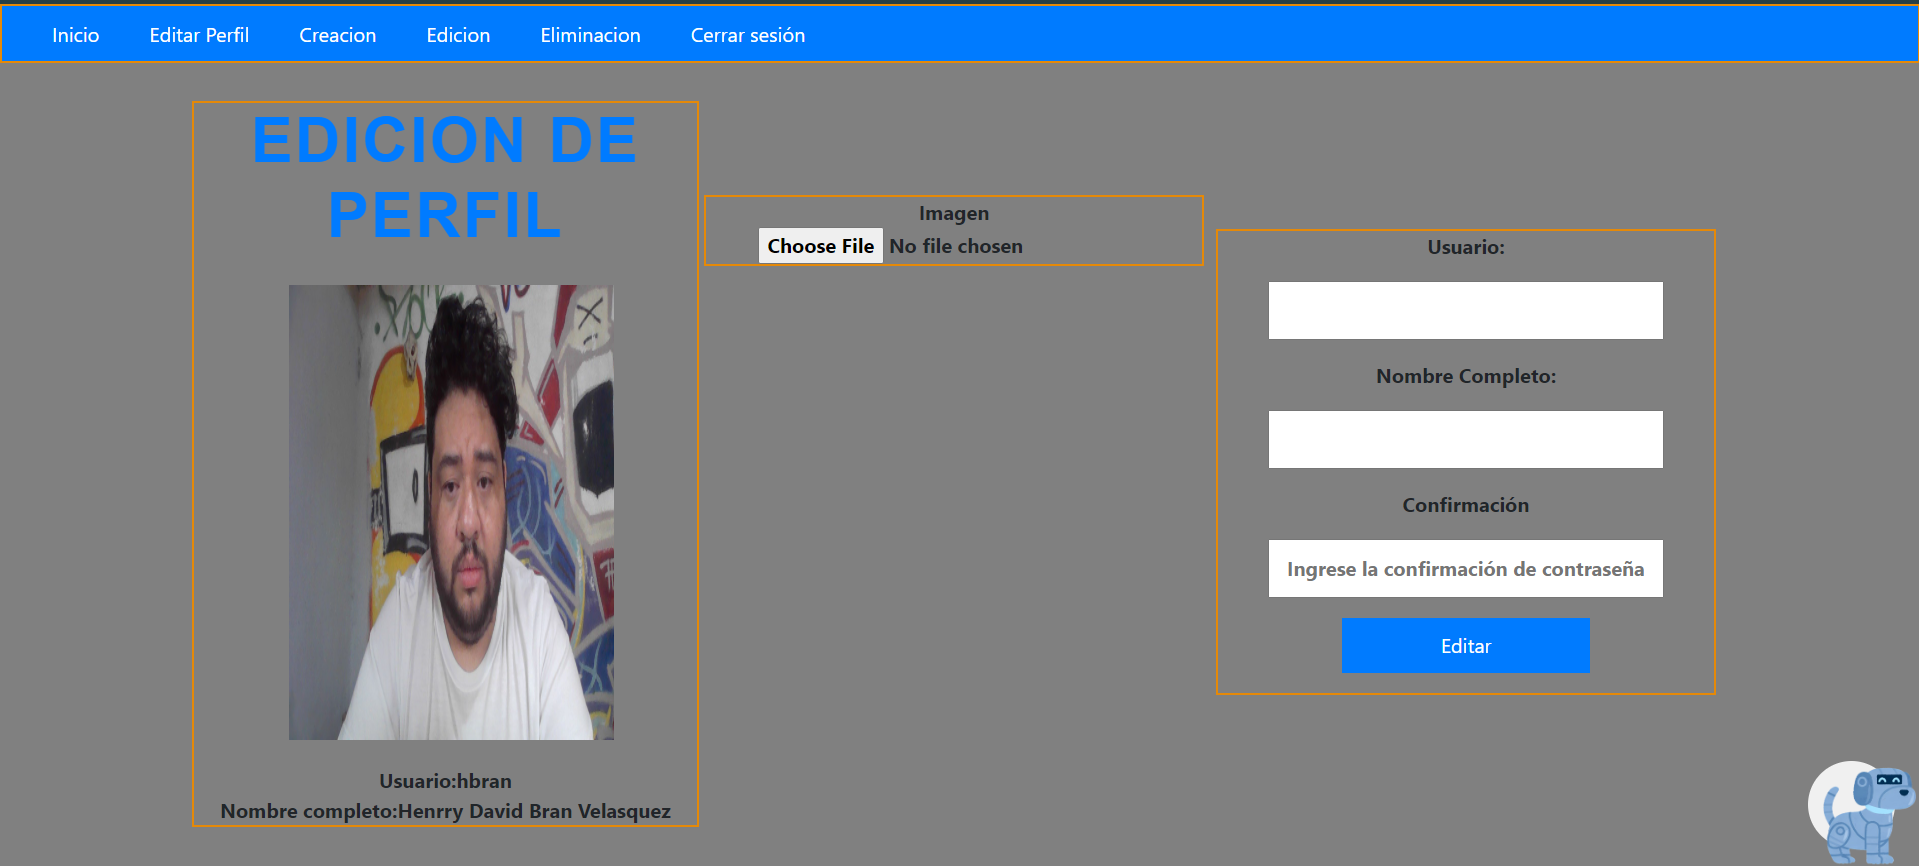 Inicio Editar Perfil Creacion Edicion Eliminacion Cerrar sesión
EDICION DE
PERFIL
Usuario:hbran
Nombre completo:Henrry David Bran Velasquez
Imagen
Choose File No file chosen
Usuario:
Nombre Completo:
Confirmación
Ingrese la confirmación de contraseña
Editar